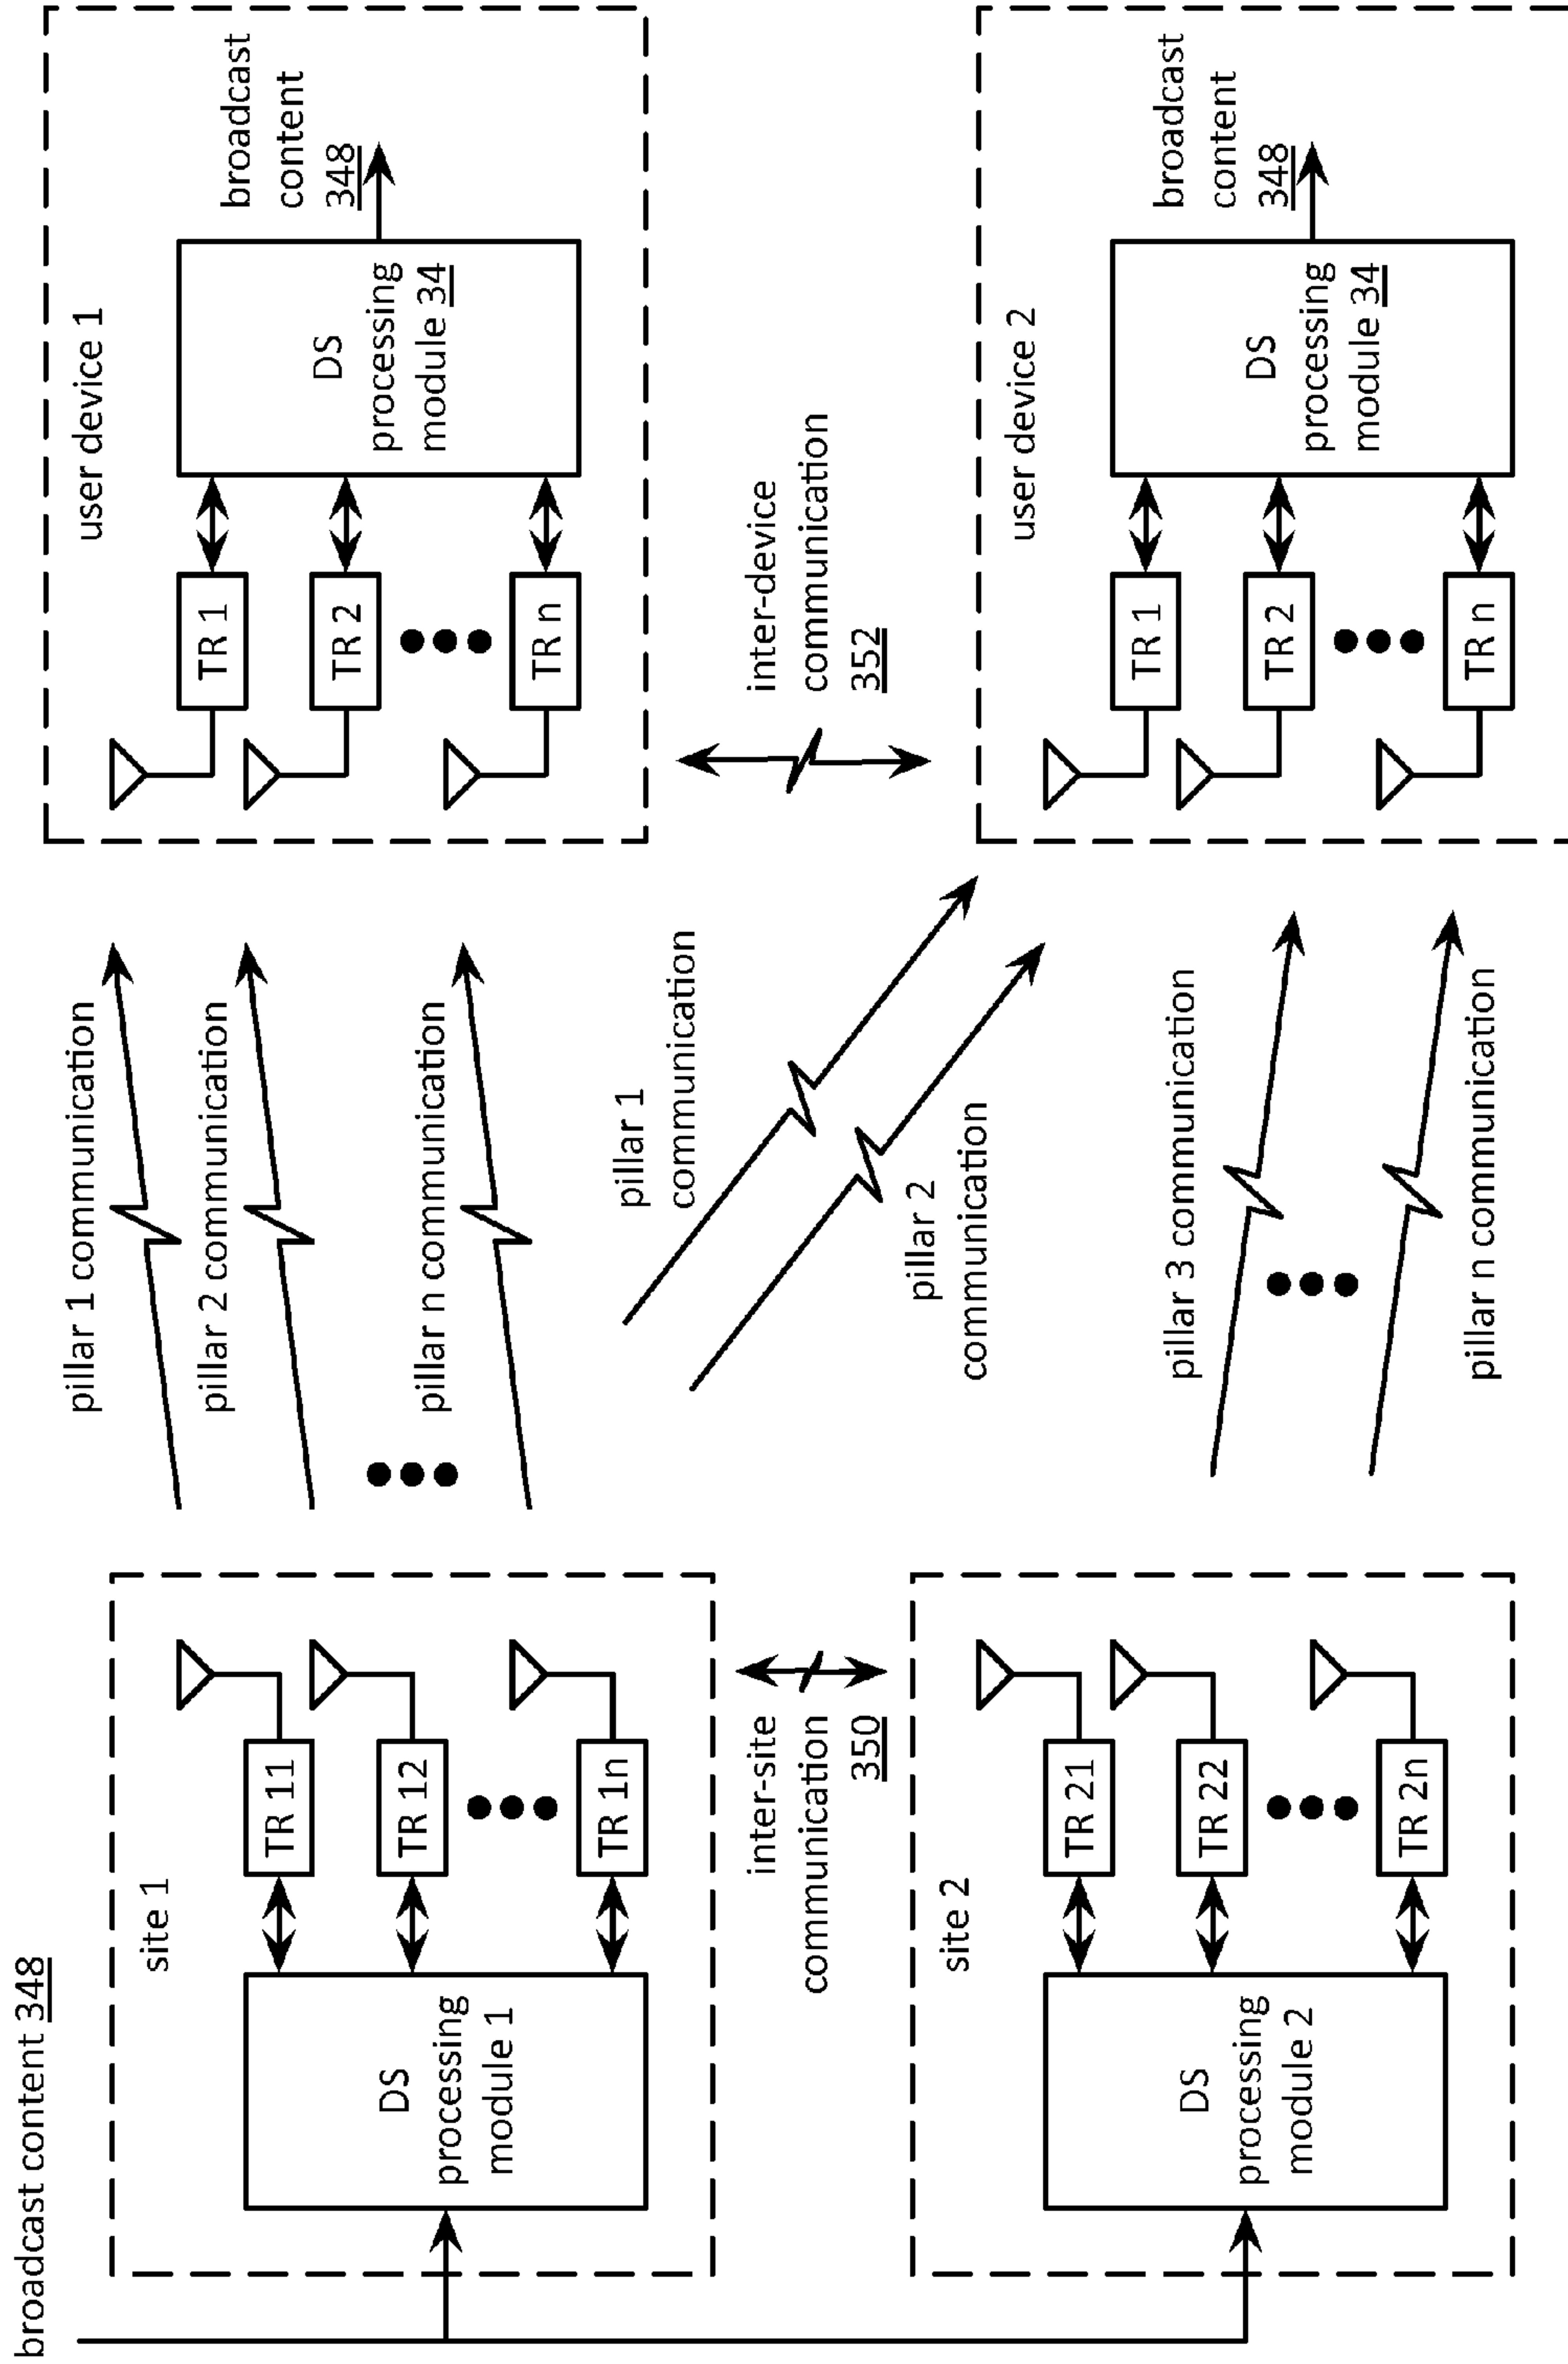 broadcast content 348
site 1
DS
processing
module 1
TR 11
TR 12
TR 1n
inter-site
communication
350
site 2
DS
processing
module 2
TR 21
TR 22
TR 2n
pillar 1 communication
pillar 2 communication
pillar n communication
pillar 1
communication
pillar 2
communication
pillar 3 communication
pillar n communication
user device 1
TR 1
TR 2
TR n
DS
processing
module 34
broadcast
content
348
inter-device
communication
352
user device 2
TR 1
TR 2
TR n
DS
processing
module 34
broadcast
content
348